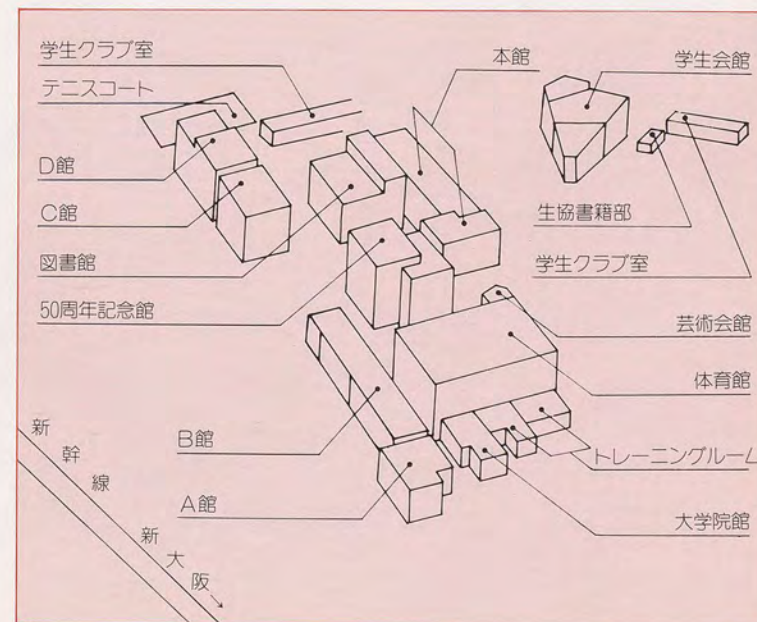 学生クラブ室
テニスコート
D館
C館
図書館
50周年記念館
B館
A館
新幹線 新大阪
本館
学生会館
生協書籍部
学生クラブ室
芸術会館
体育館
トレーニングルーム
大学院館